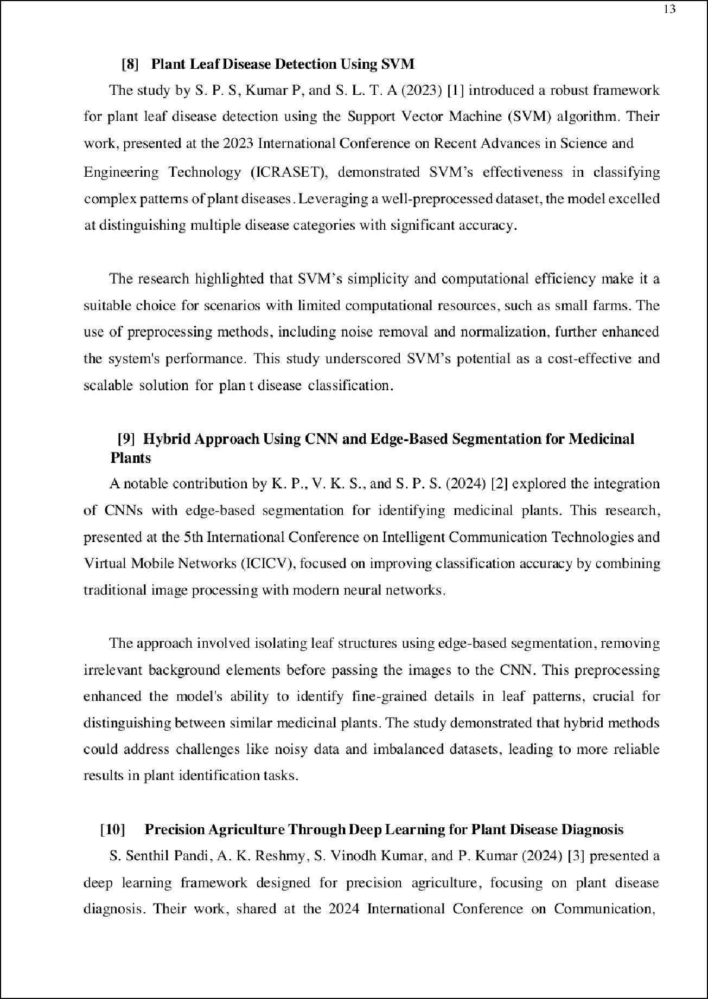 13
[8] Plant Leaf Disease Detection Using SVM
The study by S. P. S, Kumar P, and S. L. T. A (2023) [1] introduced a robust framework
for plant leaf disease detection using the Support Vector Machine (SVM) algorithm. Their
work, presented at the 2023 International Conference on Recent Advances in Science and
Engineering Technology (ICRASET), demonstrated SVM’s effectiveness in classifying
complex patterns of plant diseases. Leveraging a well-preprocessed dataset, the model excelled
at distinguishing multiple disease categories with significant accuracy.
The research highlighted that SVM’s simplicity and computational efficiency make it a
suitable choice for scenarios with limited computational resources, such as small farms. The
use of preprocessing methods, including noise removal and normalization, further enhanced
the system's performance. This study underscored SVM’s potential as a cost-effective and
scalable solution for plan t disease classification.
[9] Hybrid Approach Using CNN and Edge-Based Segmentation for Medicinal
Plants
A notable contribution by K. P., V. K. S., and S. P. S. (2024) [2] explored the integration
of CNNs with edge-based segmentation for identifying medicinal plants. This research,
presented at the 5th International Conference on Intelligent Communication Technologies and
Virtual Mobile Networks (ICICV), focused on improving classification accuracy by combining
traditional image processing with modern neural networks.
The approach involved isolating leaf structures using edge-based segmentation, removing
irrelevant background elements before passing the images to the CNN. This preprocessing
enhanced the model's ability to identify fine-grained details in leaf patterns, crucial for
distinguishing between similar medicinal plants. The study demonstrated that hybrid methods
could address challenges like noisy data and imbalanced datasets, leading to more reliable
results in plant identification tasks.
[10] Precision Agriculture Through Deep Learning for Plant Disease Diagnosis
S. Senthil Pandi, A. K. Reshmy, S. Vinodh Kumar, and P. Kumar (2024) [3] presented a
deep learning framework designed for precision agriculture, focusing on plant disease
diagnosis. Their work, shared at the 2024 International Conference on Communication,